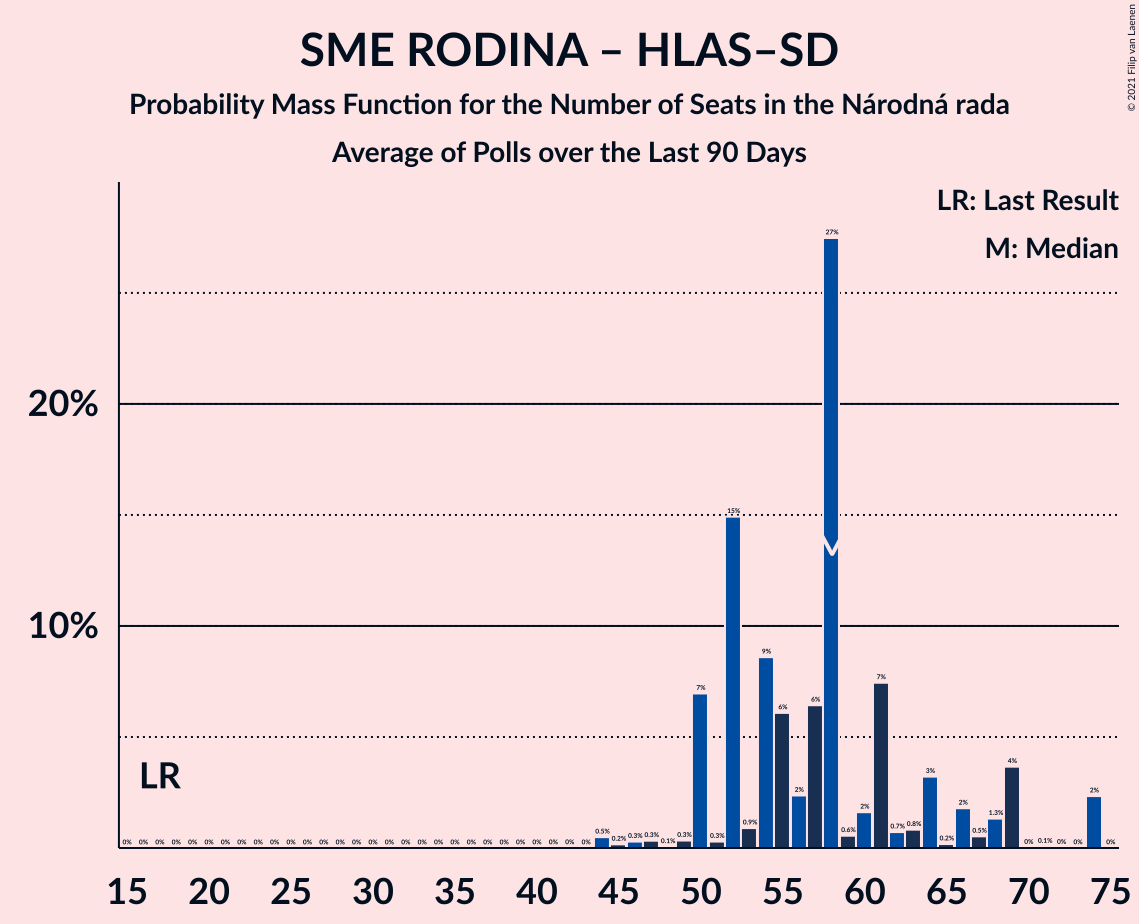 SME RODINA – HLAS–SD
Probability Mass Function for the Number of Seats in the Národná rada
Average of Polls over the Last 90 Days
© 2021 Filip van Laenen
LR: Last Result
M: Median
20%
10%
LR
M
0% 0% 0% 0% 0% 0% 0% 0% 0% 0% 0% 0% 0% 0% 0% 0% 0% 0% 0% 0% 0% 0% 0% 0% 0% 0% 0% 0% 0% 0.5% 0.2% 0.3% 0.3% 0.1% 0.3% 7% 0.3% 15% 0.9% 9% 6% 2% 6% 27% 0.6% 2% 7% 0.7% 0.8% 3% 0.2% 2% 0.5% 1.3% 4% 0% 0.1% 0% 0% 2% 0%
15 20 25 30 35 40 45 50 55 60 65 70 75